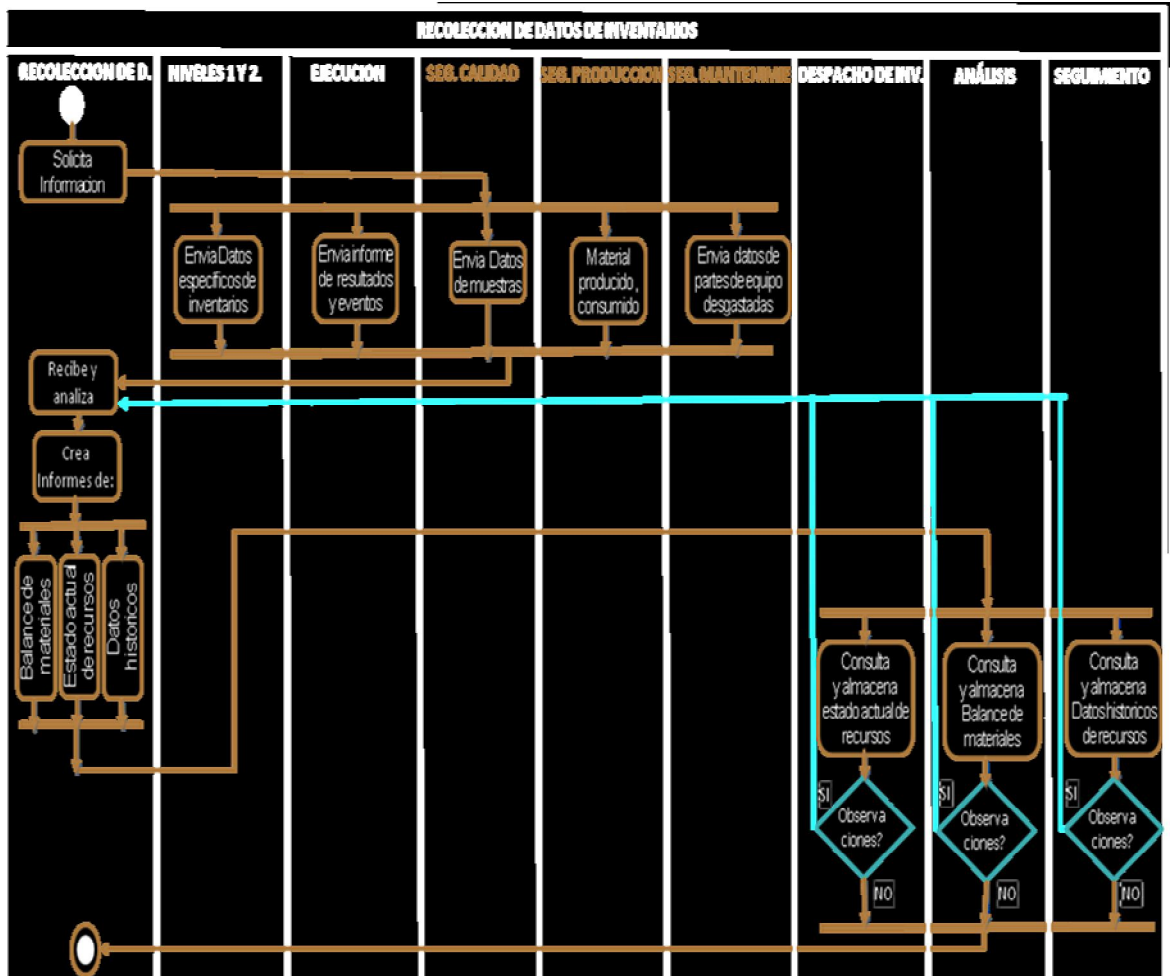 RECOLECCION DE DATOS DE INVENTARIOS
RECOLECCION DE D.
NIVELES 1 Y 2.
EJECUCION
SEG. CALIDAD
SEG. PRODUCCION
SEG. MANTENIMIE
DESPACHO DE INV.
ANÁLISIS
SEGUIMIENTO
Solicita
Informacion
Envia Datos
especificos de
inventarios
Envia informe
de resultados
y eventos
Envia Datos
de muestras
Material
producido,
consumido
Envia datos de
partes de equipo
desgastadas
Recibe y
analiza
Crea
Informes de:
Balance de
materiales
Estado actual
de recursos
Datos
historicos
Consulta
y almacena
estado actual de
recursos
Consulta
y almacena
Balance de
materiales
Consulta
y almacena
Datos historicos
de recursos
SI
Observa
ciones?
NO
SI
Observa
ciones?
NO
SI
Observa
ciones?
NO